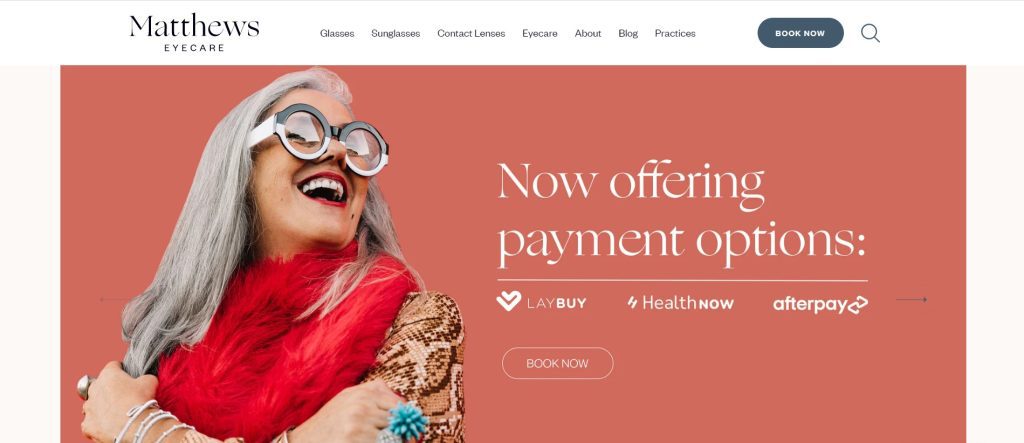 Matthews
EYECARE
Glasses Sunglasses Contact Lenses Eyecare About Blog Practices
BOOK NOW
Now offering
payment options:
LAYBUY HealthNOW afterpay
BOOK NOW